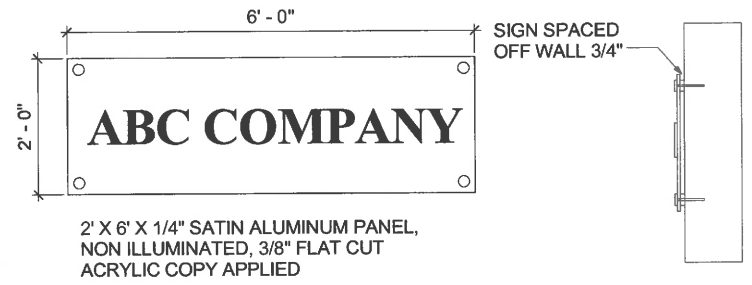 6' - 0"
SIGN SPACED
OFF WALL 3/4"
2' - 0"
ABC COMPANY
2' X 6' X 1/4" SATIN ALUMINUM PANEL,
NON ILLUMINATED, 3/8" FLAT CUT
ACRYLIC COPY APPLIED